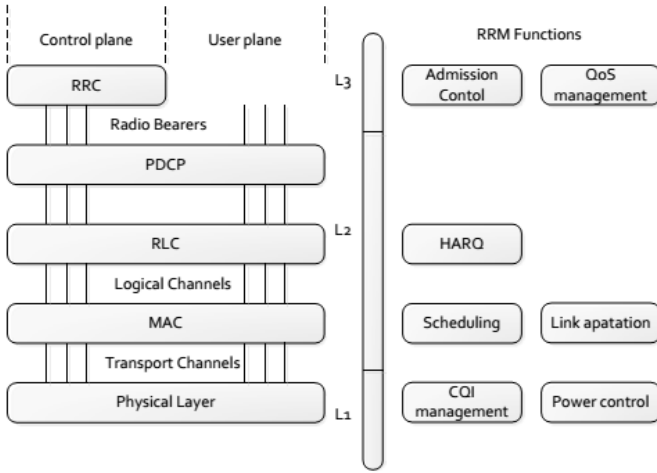 Control plane
User plane
RRM Functions
RRC
L3
Admission
Contol
QoS
management
Radio Bearers
PDCP
RLC
L2
HARQ
Logical Channels
MAC
Scheduling
Link apatation
Transport Channels
Physical Layer
L1
CQI
management
Power control